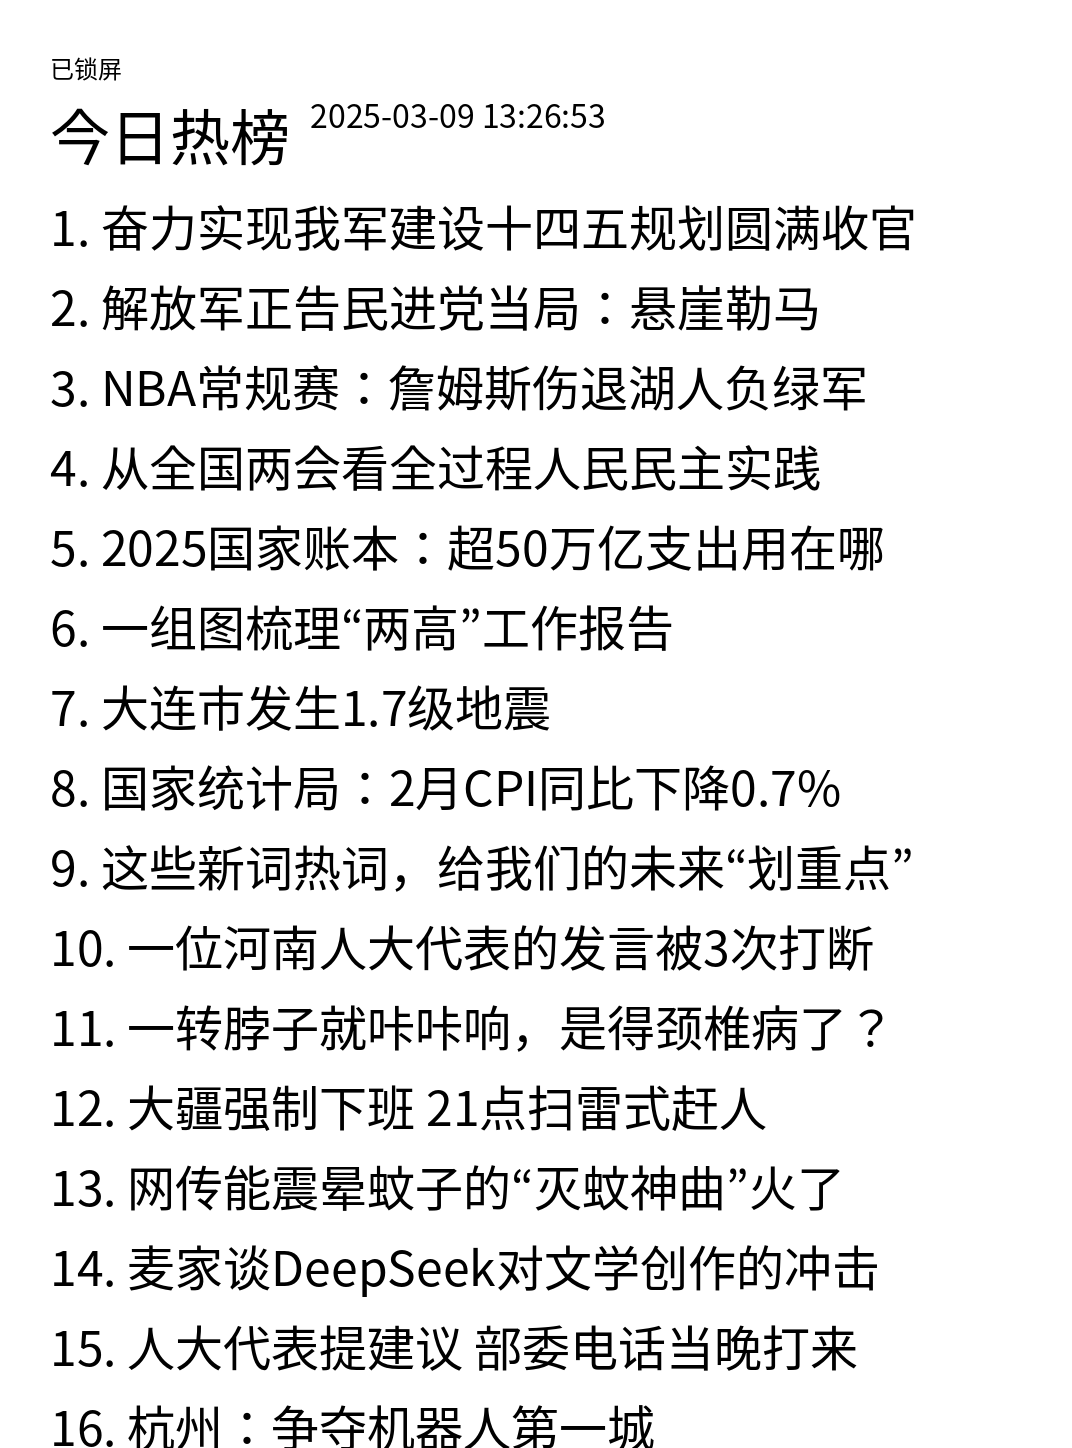 已锁屏
今日热榜 2025-03-09 13:26:53
1. 奋力实现我军建设十四五规划圆满收官
2. 解放军正告民进党当局：悬崖勒马
3. NBA常规赛：詹姆斯伤退湖人负绿军
4. 从全国两会看全过程人民民主实践
5. 2025国家账本：超50万亿支出用在哪
6. 一组图梳理“两高”工作报告
7. 大连市发生1.7级地震
8. 国家统计局：2月CPI同比下降0.7%
9. 这些新词热词，给我们的未来“划重点”
10. 一位河南人大代表的发言被3次打断
11. 一转脖子就咔咔响，是得颈椎病了？
12. 大疆强制下班 21点扫雷式赶人
13. 网传能震晕蚊子的“灭蚊神曲”火了
14. 麦家谈DeepSeek对文学创作的冲击
15. 人大代表提建议 部委电话当晚打来
16. 杭州：争夺机器人第一城